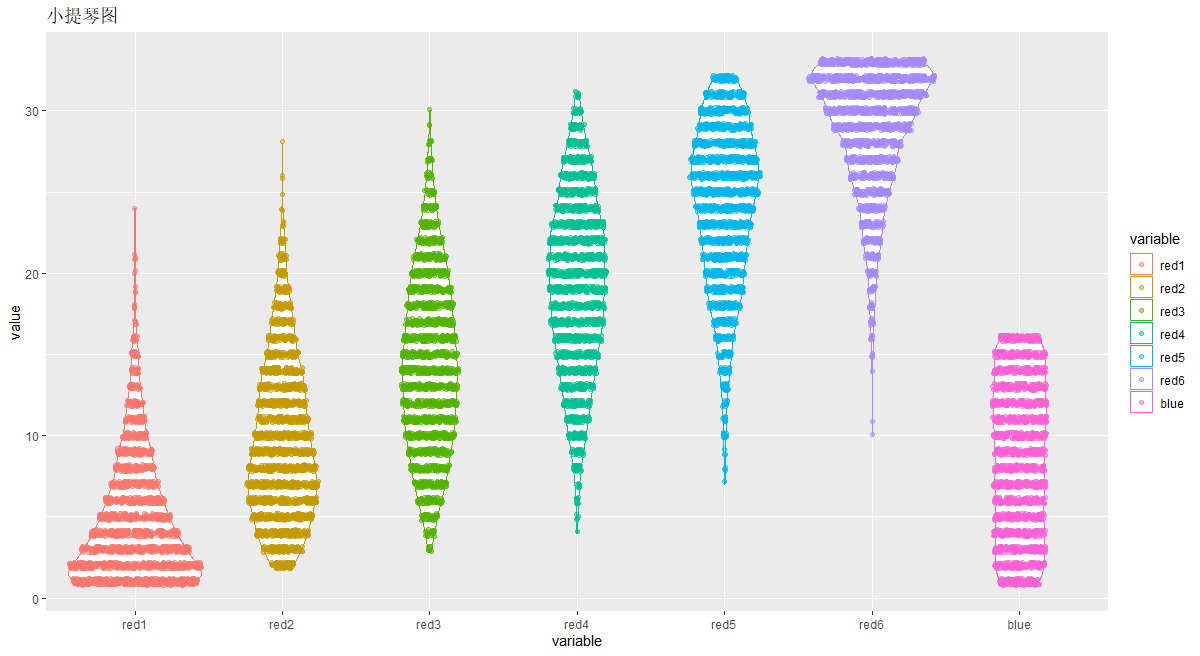 小提琴图
value
30
20
10
0
red1 red2 red3 red4 red5 red6 blue
variable
variable
red1
red2
red3
red4
red5
red6
blue